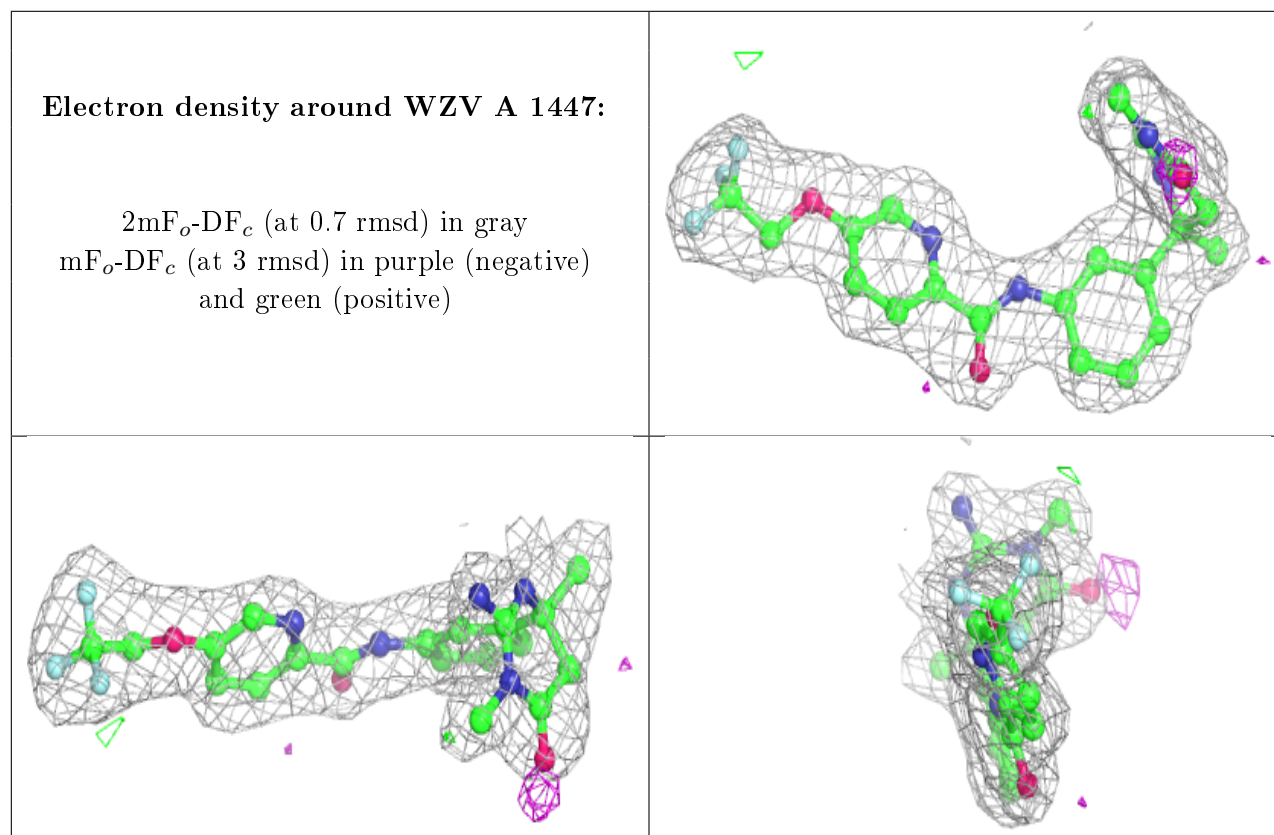 Electron density around WZV A 1447:
2mFo-DFc (at 0.7 rmsd) in gray
mFo-DFc (at 3 rmsd) in purple (negative)
and green (positive)